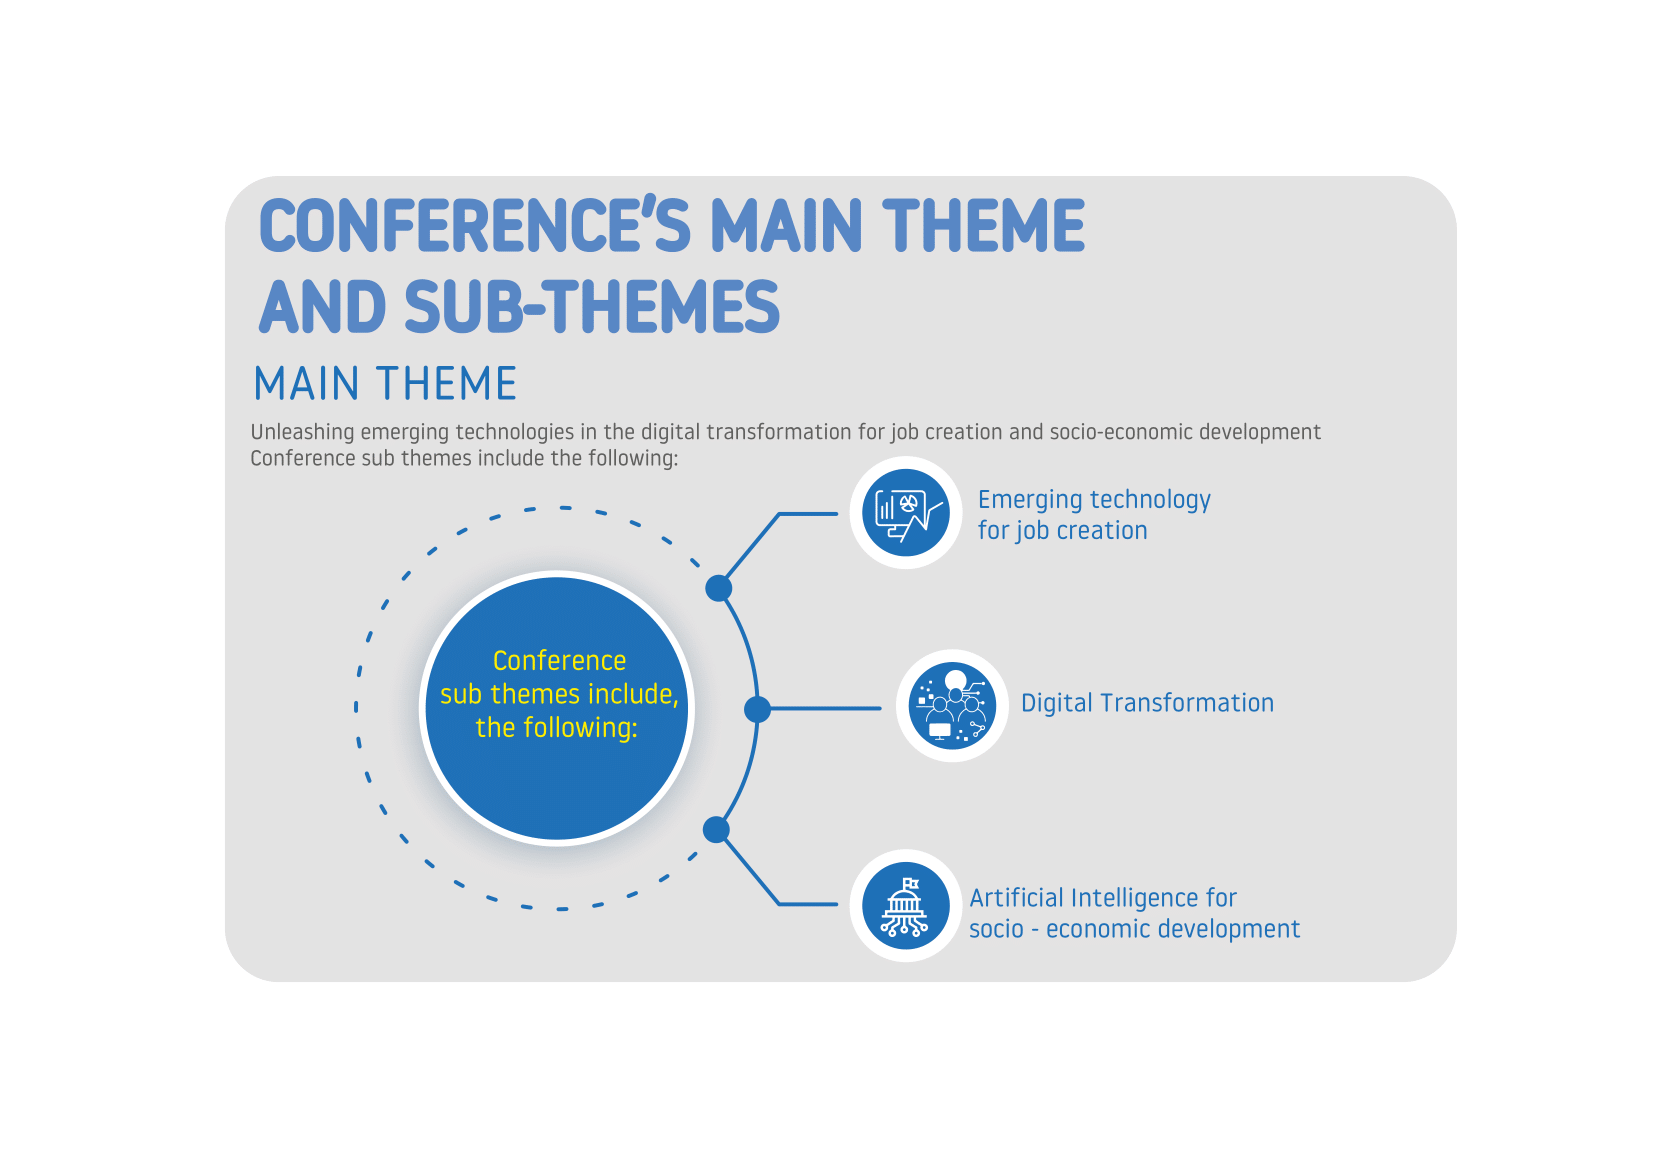 CONFERENCE'S MAIN THEME
AND SUB-THEMES
MAIN THEME
Unleashing emerging technologies in the digital transformation for job creation and socio-economic development
Conference sub themes include the following:
Conference
sub themes include,
the following:
Emerging technology
for job creation
Digital Transformation
Artificial Intelligence for
socio - economic development